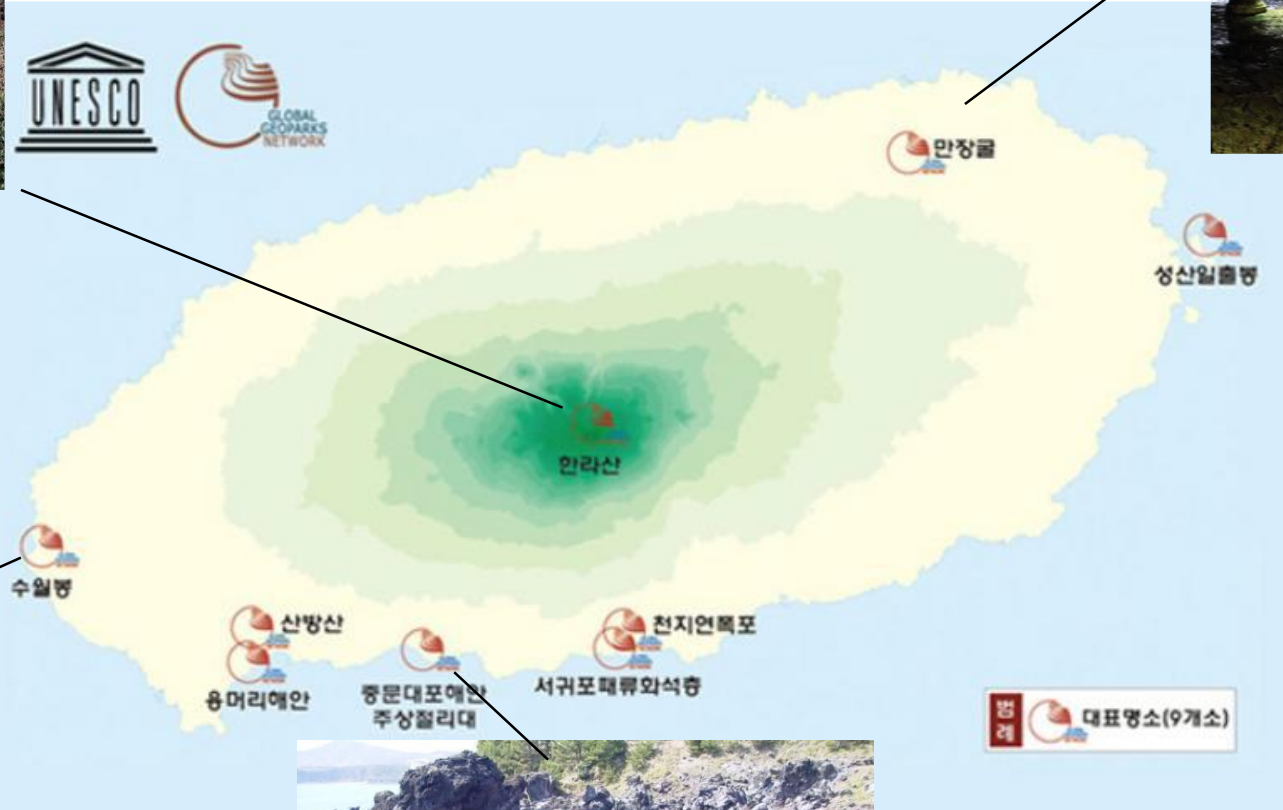 UNESCO
GLOBAL
GEOPARKS
NETWORK
만장굴
성산일출봉
한라산
수월봉
산방산
용머리해안
중문대포해안
주상절리대
천지연폭포
서귀포패류화석층
범례
대표명소(9개소)